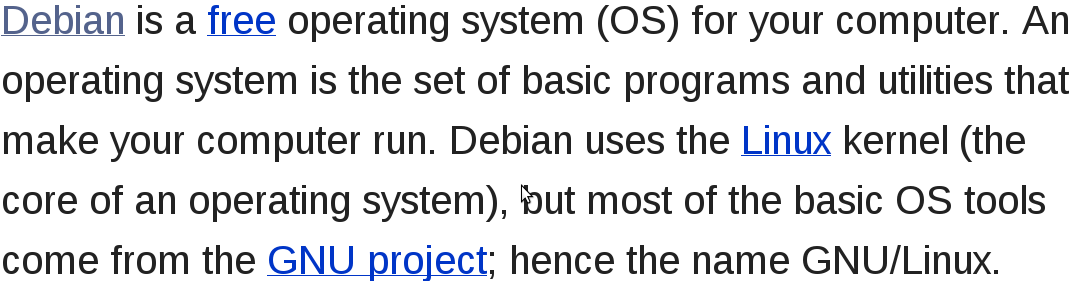 Debian is a free operating system (OS) for your computer. An
operating system is the set of basic programs and utilities that
make your computer run. Debian uses the Linux kernel (the
core of an operating system), but most of the basic OS tools
come from the GNU project; hence the name GNU/Linux.